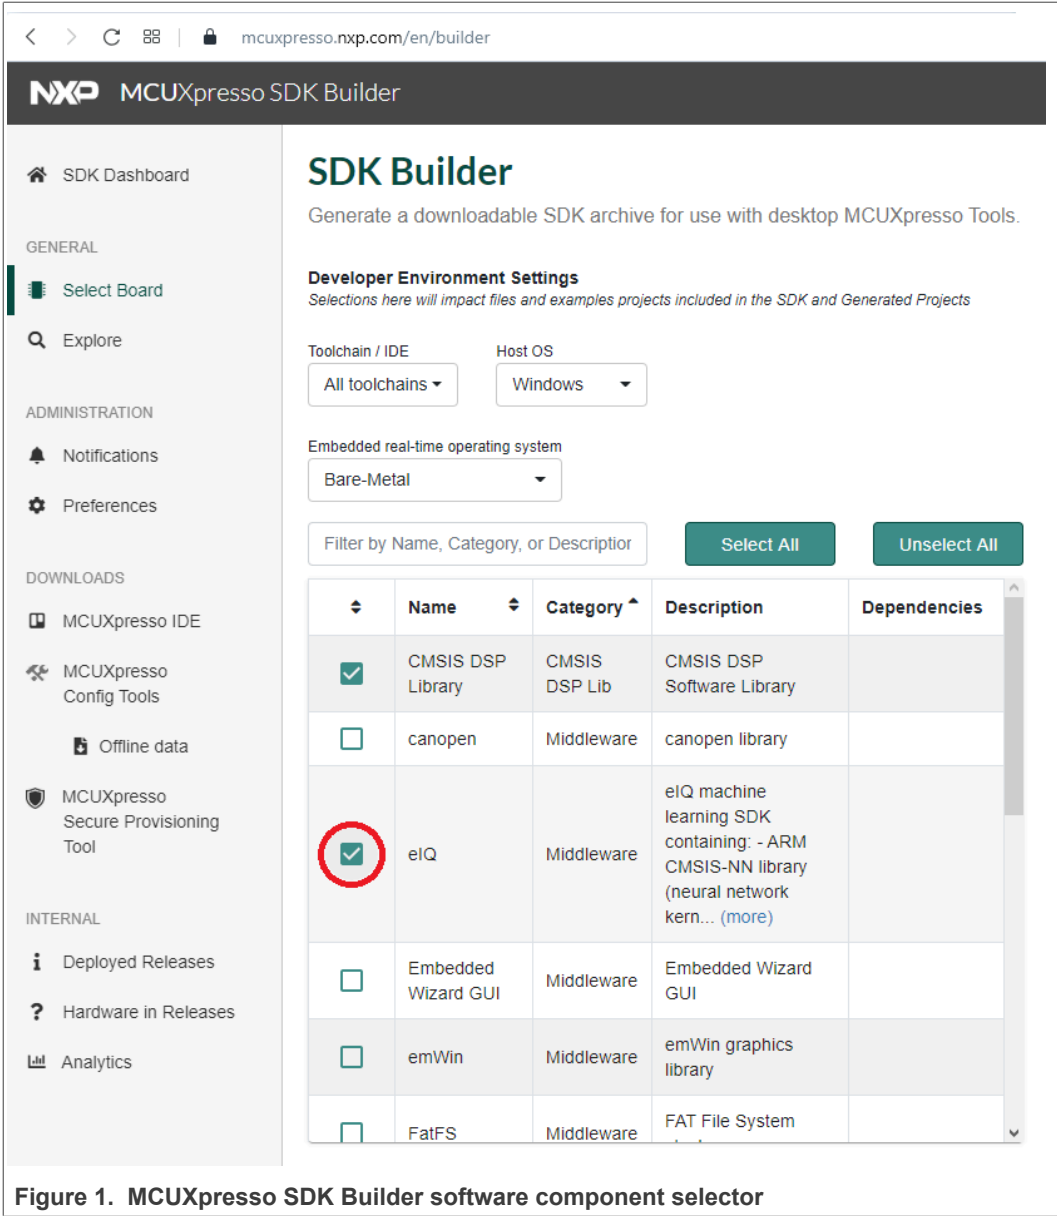 mcuxpresso.nxp.com/en/builder
NXP MCUXpresso SDK Builder
SDK Dashboard
GENERAL
Select Board
Explore
ADMINISTRATION
Notifications
Preferences
DOWNLOADS
MCUXpresso IDE
MCUXpresso
Config Tools
Offline data
MCUXpresso
Secure Provisioning
Tool
INTERNAL
Deployed Releases
Hardware in Releases
Analytics
SDK Builder
Generate a downloadable SDK archive for use with desktop MCUXpresso Tools.
Developer Environment Settings
Selections here will impact files and examples projects included in the SDK and Generated Projects
Toolchain / IDE
Host OS
All toolchains
Windows
Embedded real-time operating system
Bare-Metal
Filter by Name, Category, or Description
Select All
Unselect All
Name Category Description Dependencies
CMSIS DSP
Library
CMSIS
DSP Lib
CMSIS DSP
Software Library
canopen
Middleware
canopen library
eIQ
Middleware
eIQ machine
learning SDK
containing: - ARM
CMSIS-NN library
(neural network
kern... (more)
Embedded
Wizard GUI
Middleware
Embedded Wizard
GUI
emWin
Middleware
emWin graphics
library
FatFS
Middleware
FAT File System
Figure 1. MCUXpresso SDK Builder software component selector